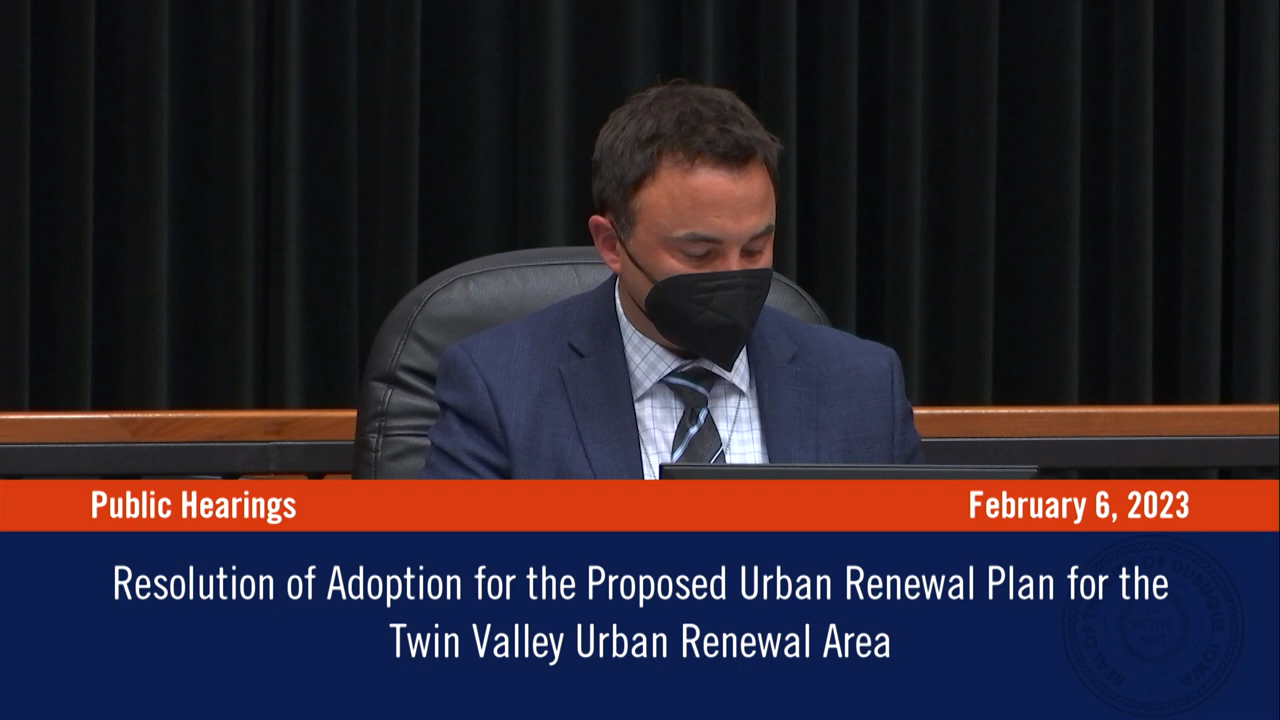 Public Hearings
February 6, 2023
Resolution of Adoption for the Proposed Urban Renewal Plan for the
Twin Valley Urban Renewal Area